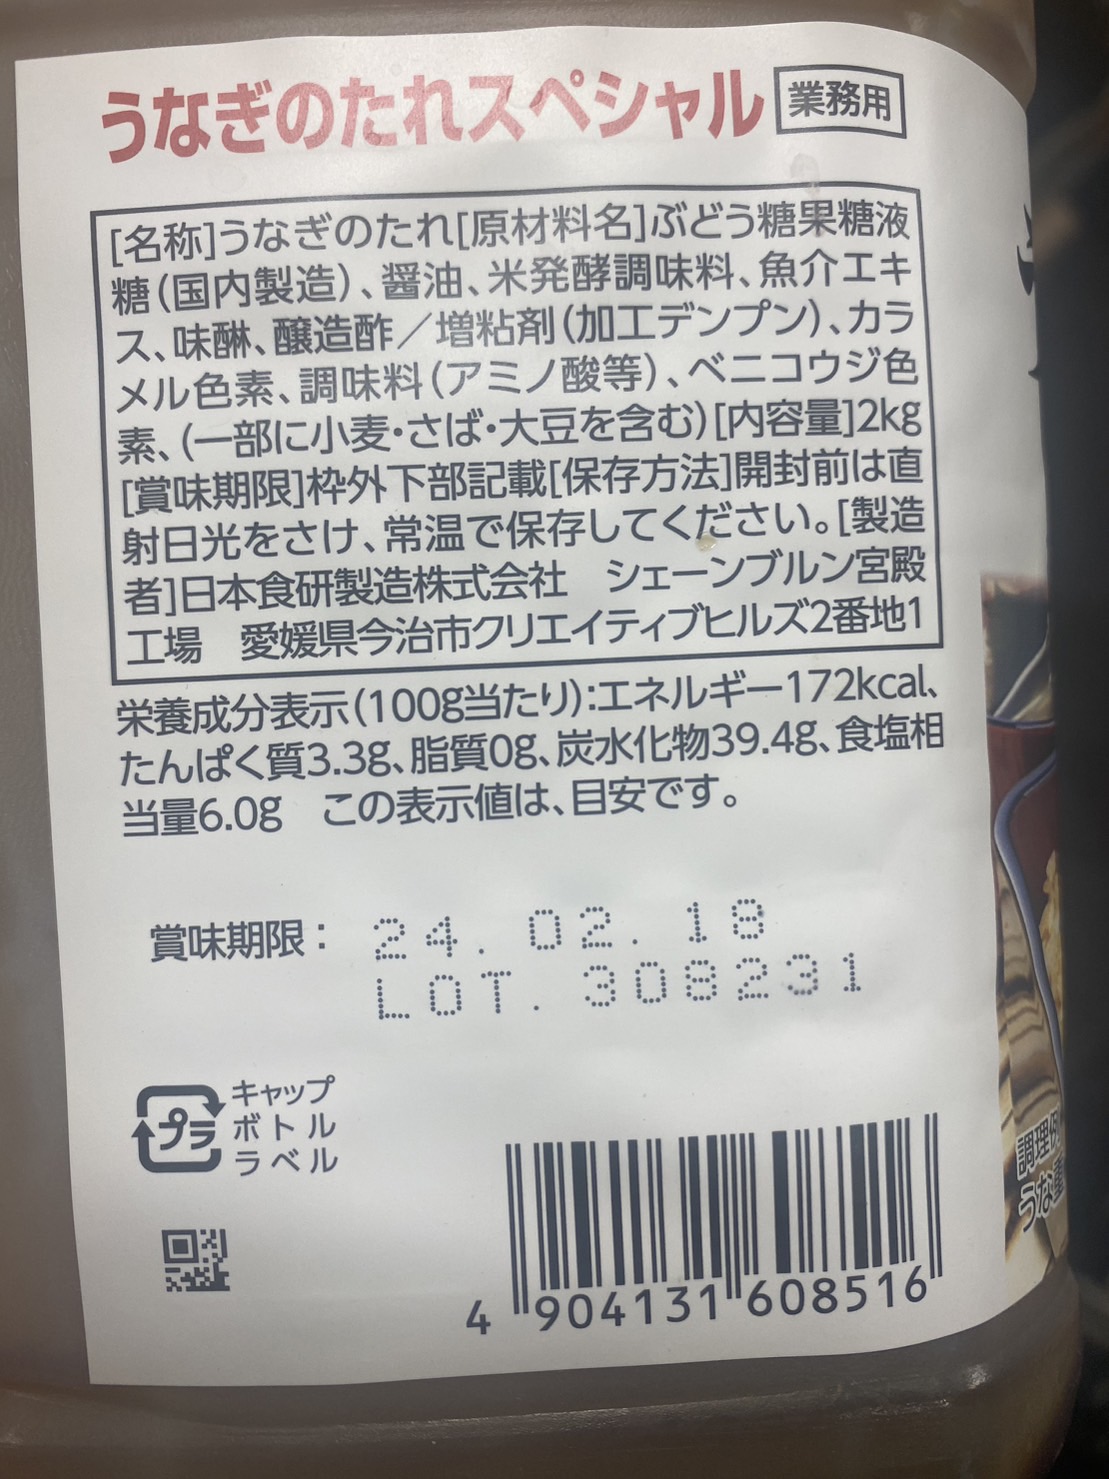 うなぎのたれスペシャル 業務用
[名称]うなぎのたれ[原材料名]ぶどう糖果糖液
糖(国内製造)、醤油、米発酵調味料、魚介エキ
ス、味醂、醸造酢／増粘剤(加工デンプン)、カラ
メル色素、調味料(アミノ酸等)、ベニコウジ色
素、(一部に小麦・さば・大豆を含む)[内容量]2kg
[賞味期限]枠外下部記載[保存方法]開封前は直
射日光をさけ、常温で保存してください。[製造
者]日本食研製造株式会社　シェーンブルン宮殿
工場　愛媛県今治市クリエイティブヒルズ2番地1
栄養成分表示(100g当たり):エネルギー172kcal、
たんぱく質3.3g、脂質0g、炭水化物39.4g、食塩相
当量6.0g　この表示値は、目安です。
賞味期限： 24. 02. 18
LOT. 308231
プラ
キャップ
ボトル
ラベル
4 904131 608516
調理例
うな重